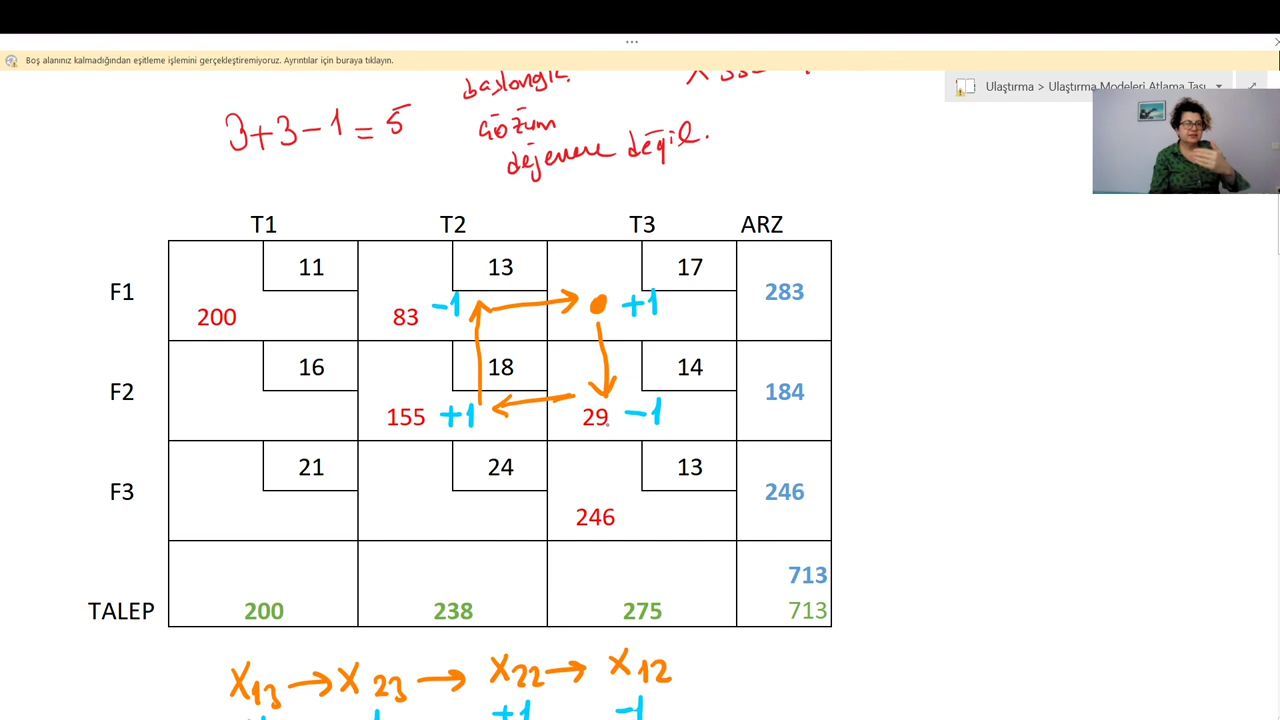 ...
Boş alanınız kalmadığından eşitleme işlemini gerçekleştiremiyoruz. Ayrıntılar için buraya tıklayın.
Ulaştırma > Ulaştırma Modeleri Atlama Taşı
başlangıç
3+3-1=5
çözüm
dejenere değil.
T1 T2 T3 ARZ
11 13 17
F1 200 83 -1 +1 283
16 18 14
F2 155 +1 29 -1 184
21 24 13
F3 246 246
713
TALEP 200 238 275 713
X13 → X23 → X22 → X12
+1 -1